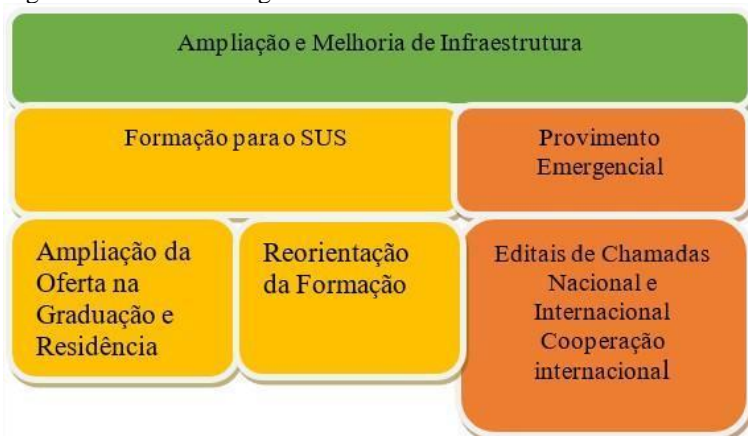 Ampliação e Melhoria de Infraestrutura
Formação para o SUS
Provimento
Emergencial
Ampliação da
Oferta na
Graduação e
Residência
Reorientação
da Formação
Editais de Chamadas
Nacional e
Internacional
Cooperação
internacional